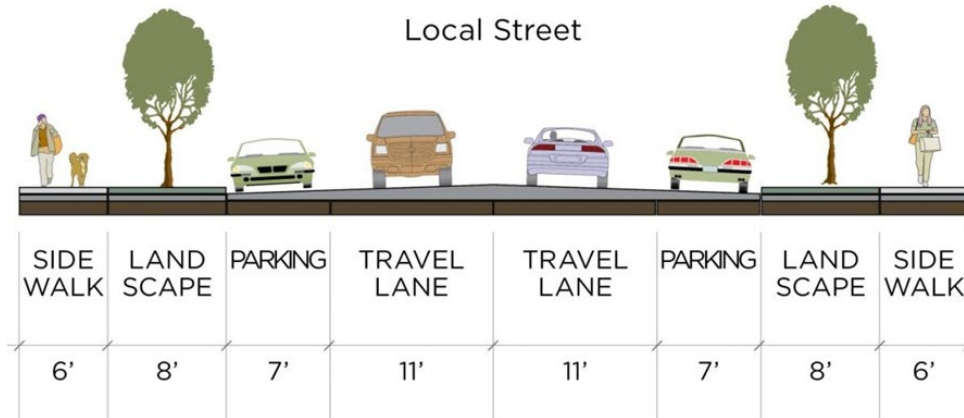 Local Street
SIDE WALK
LAND SCAPE
PARKING
TRAVEL LANE
TRAVEL LANE
PARKING
LAND SCAPE
SIDE WALK
6’ 8’ 7’ 11’ 11’ 7’ 8’ 6’